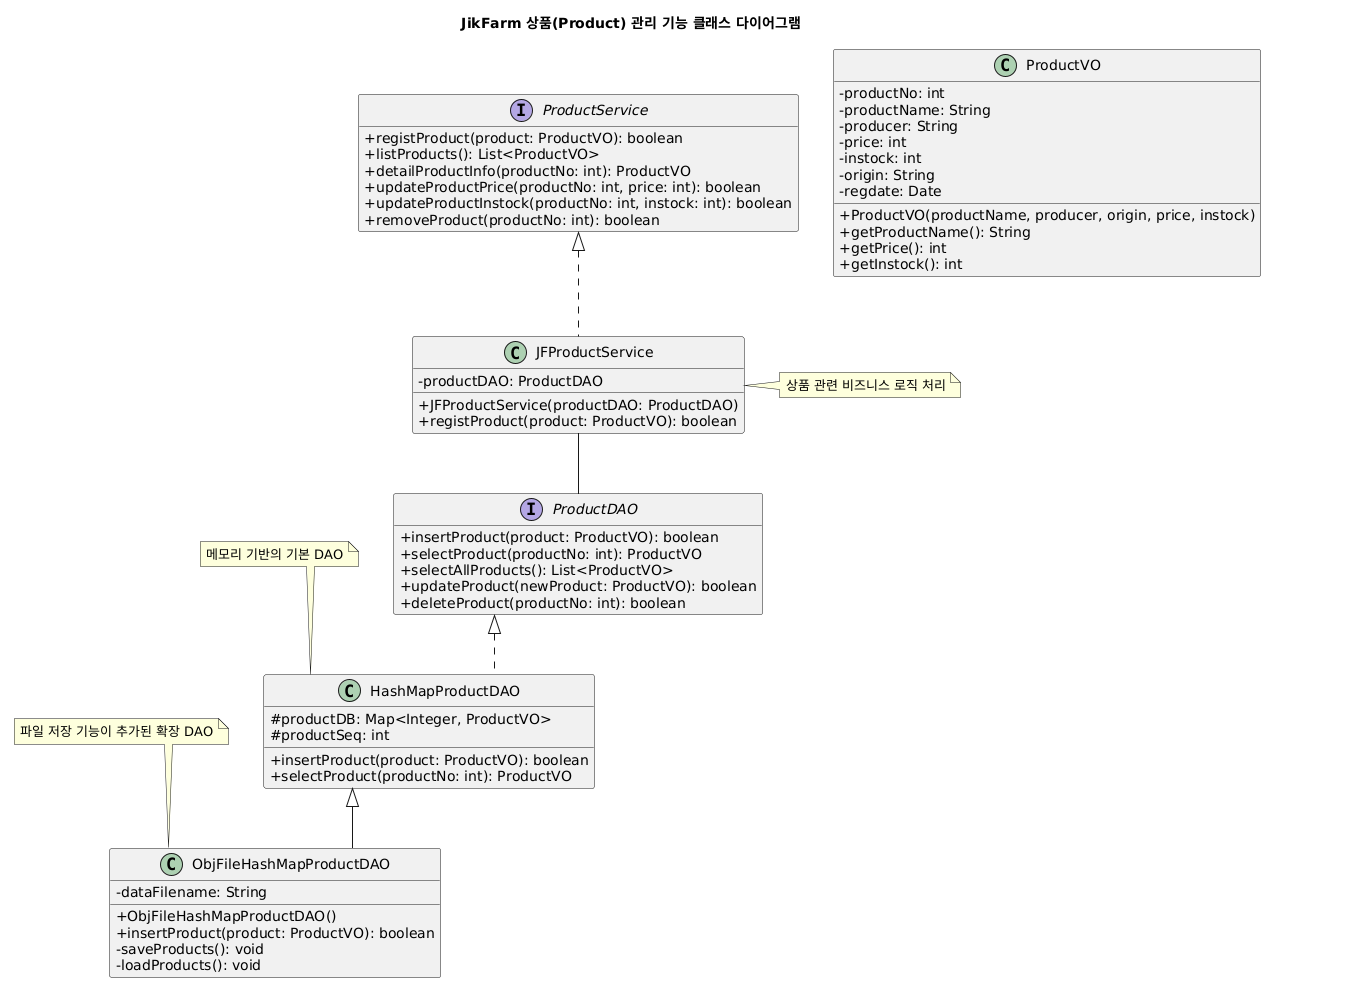 JikFarm 상품(Product) 관리 기능 클래스 다이어그램
I ProductService
+registProduct(product: ProductVO): boolean
+listProducts(): List<ProductVO>
+detailProductInfo(productNo: int): ProductVO
+updateProductPrice(productNo: int, price: int): boolean
+updateProductInstock(productNo: int, instock: int): boolean
+removeProduct(productNo: int): boolean
C ProductVO
-productNo: int
-productName: String
-producer: String
-price: int
-instock: int
-origin: String
-regdate: Date
+ProductVO(productName, producer, origin, price, instock)
+getProductName(): String
+getPrice(): int
+getInstock(): int
C JFProductService
-productDAO: ProductDAO
+JFProductService(productDAO: ProductDAO)
+registProduct(product: ProductVO): boolean
상품 관련 비즈니스 로직 처리
I ProductDAO
+insertProduct(product: ProductVO): boolean
+selectProduct(productNo: int): ProductVO
+selectAllProducts(): List<ProductVO>
+updateProduct(newProduct: ProductVO): boolean
+deleteProduct(productNo: int): boolean
메모리 기반의 기본 DAO
C HashMapProductDAO
#productDB: Map<Integer, ProductVO>
#productSeq: int
+insertProduct(product: ProductVO): boolean
+selectProduct(productNo: int): ProductVO
파일 저장 기능이 추가된 확장 DAO
C ObjFileHashMapProductDAO
-dataFilename: String
+ObjFileHashMapProductDAO()
+insertProduct(product: ProductVO): boolean
-saveProducts(): void
-loadProducts(): void